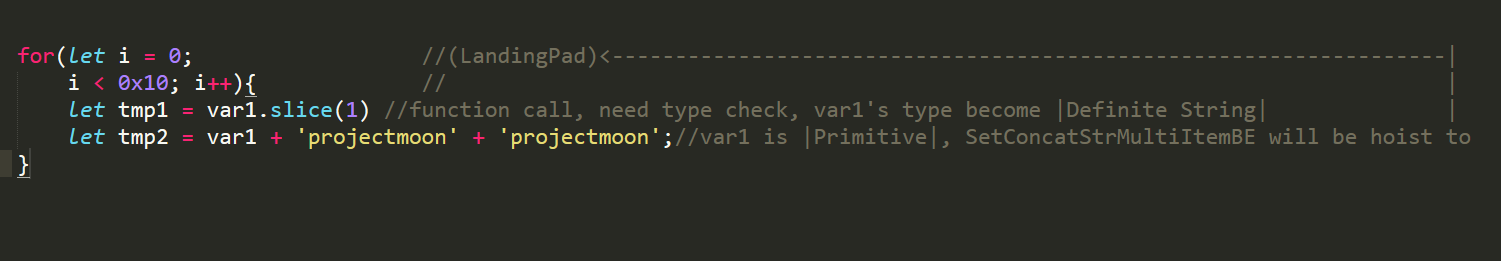 for(let i = 0; //(LandingPad)<------------------------------------------------------------------|
i < 0x10; i++){ // |
let tmp1 = var1.slice(1) //function call, need type check, var1's type become |Definite String| |
let tmp2 = var1 + 'projectmoon' + 'projectmoon';//var1 is |Primitive|, SetConcatStrMultiItemBE will be hoist to
}